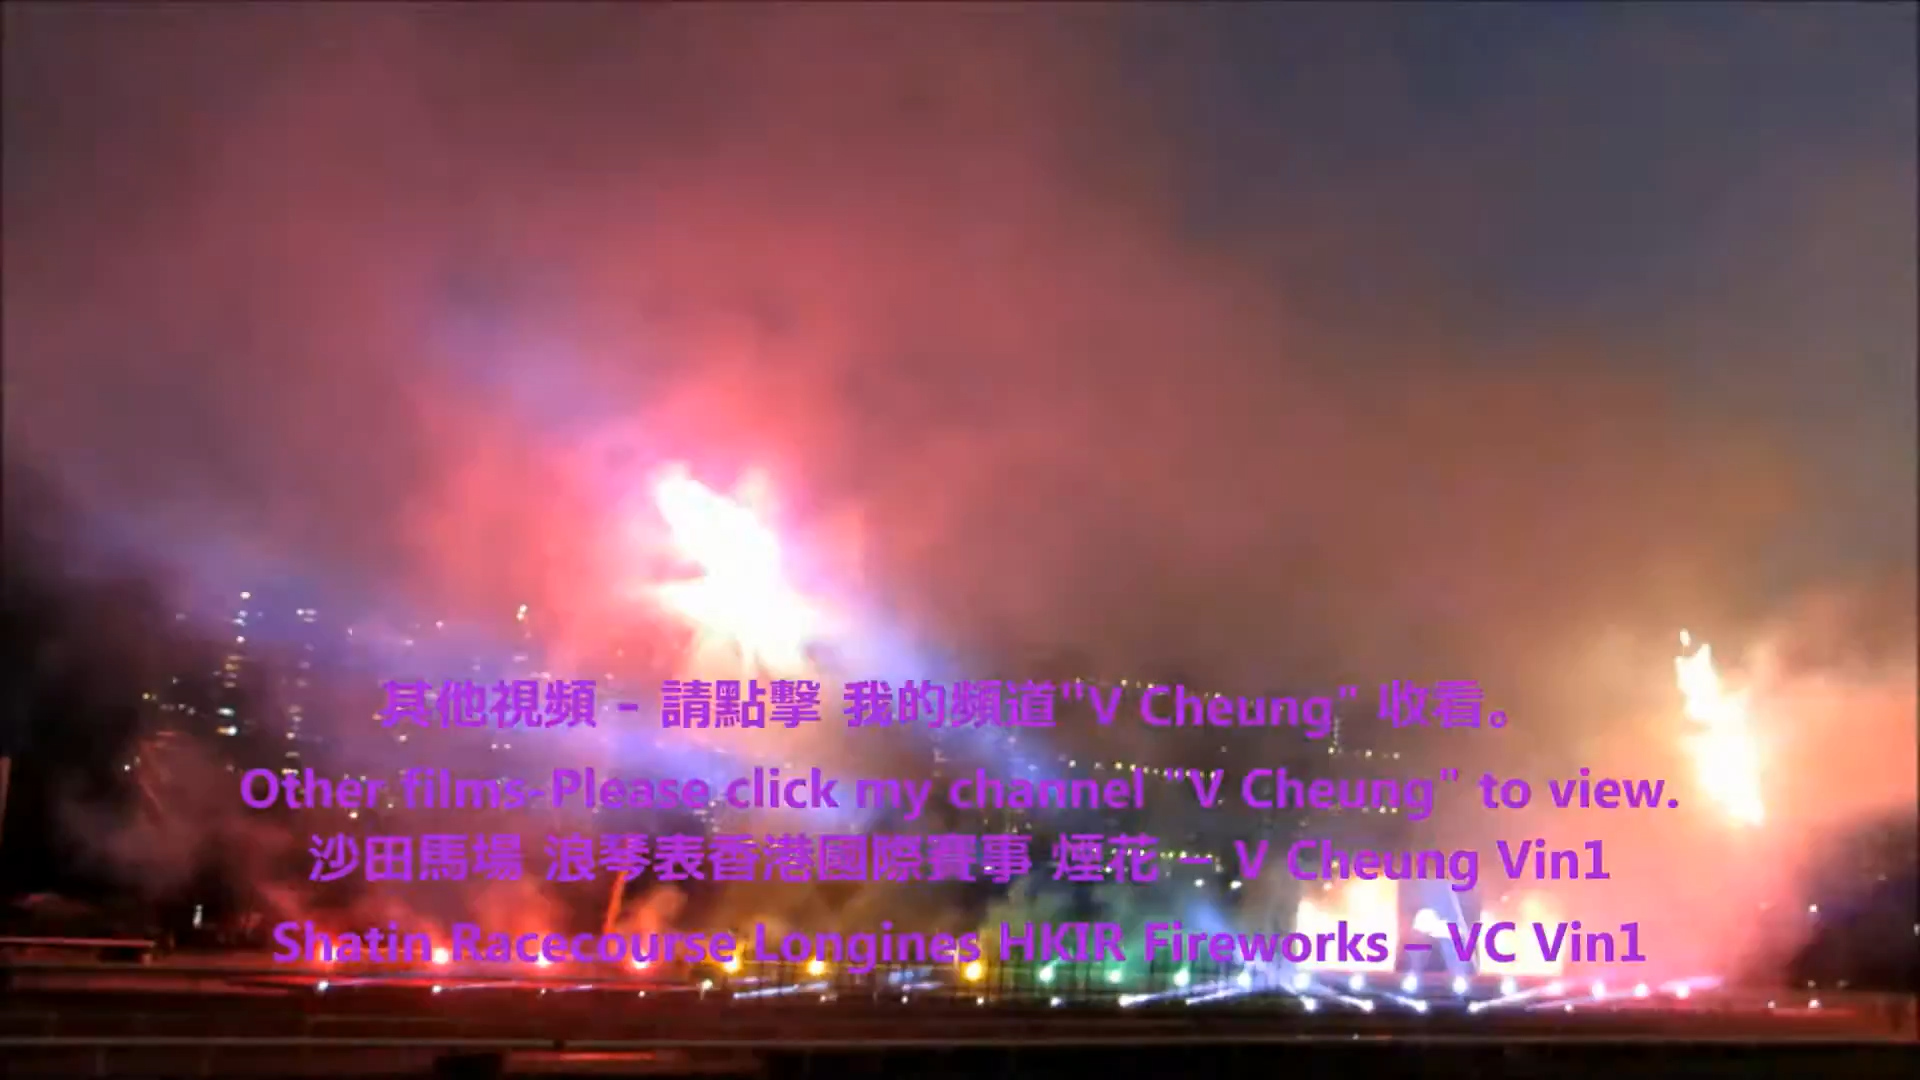 其他視頻 - 請點擊 我的頻道"V Cheung" 收看。
Other films-Please click my channel "V Cheung" to view.
沙田馬場 浪琴表香港國際賽事 煙花 — V Cheung Vin1
Shatin Racecourse Longines HKIR Fireworks – VC Vin1